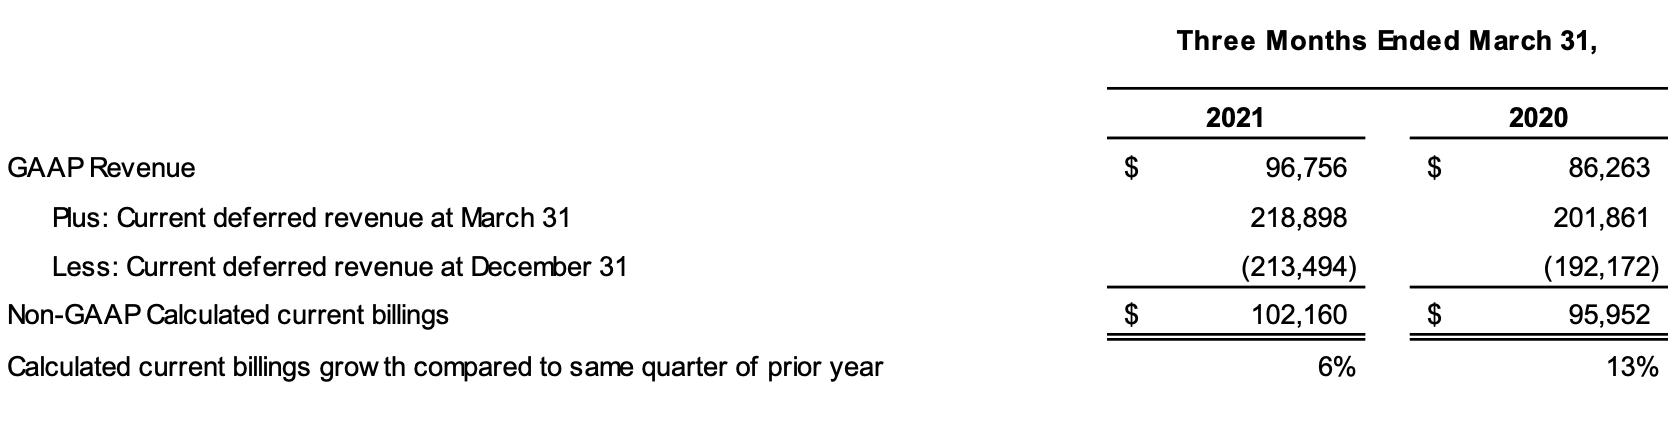 Three Months Ended March 31,
2021 2020
GAAP Revenue $ 96,756 $ 86,263
Plus: Current deferred revenue at March 31 218,898 201,861
Less: Current deferred revenue at December 31 (213,494) (192,172)
Non-GAAP Calculated current billings $ 102,160 $ 95,952
Calculated current billings growth compared to same quarter of prior year 6% 13%